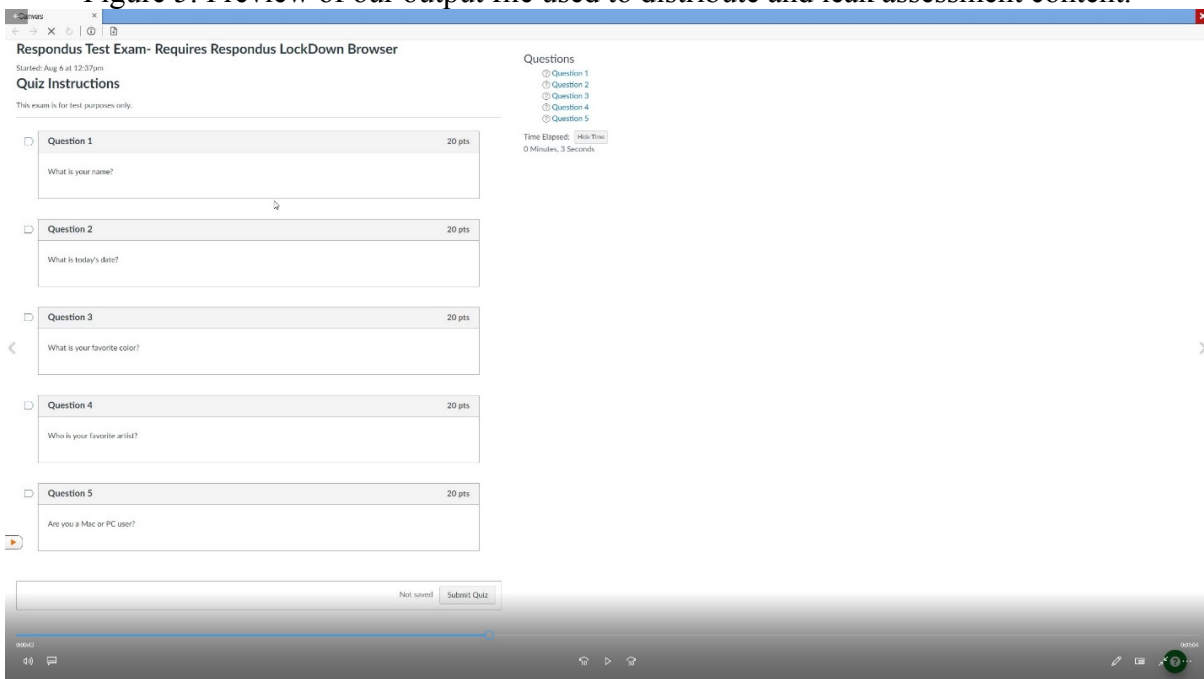 Figure 3. Preview of our output file used to distribute and leak assessment content.
Canvas
Respondus Test Exam- Requires Respondus LockDown Browser
Started: Aug 6 at 12:37pm
Quiz Instructions
This exam is for test purposes only.
Question 1 20 pts
What is your name?
Question 2 20 pts
What is today's date?
Question 3 20 pts
What is your favorite color?
Question 4 20 pts
Who is your favorite artist?
Question 5 20 pts
Are you a Mac or PC user?
Not saved Submit Quiz
Questions
Question 1
Question 2
Question 3
Question 4
Question 5
Time Elapsed: Hide Time
0 Minutes, 3 Seconds